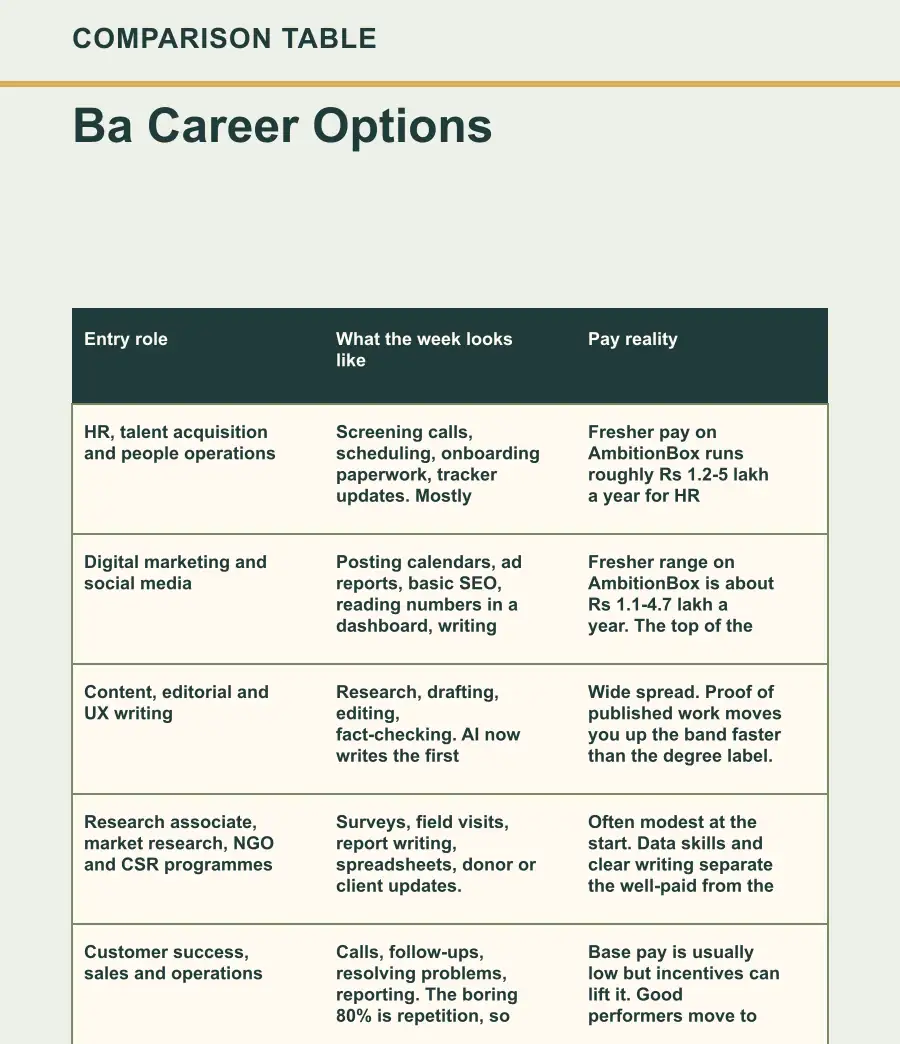 COMPARISON TABLE
Ba Career Options
Entry role
What the week looks
like
Pay reality
HR, talent acquisition
and people operations
Screening calls,
scheduling, onboarding
paperwork, tracker
updates. Mostly
Fresher pay on
AmbitionBox runs
roughly Rs 1.2-5 lakh
a year for HR
Digital marketing and
social media
Posting calendars, ad
reports, basic SEO,
reading numbers in a
dashboard, writing
Fresher range on
AmbitionBox is about
Rs 1.1-4.7 lakh a
year. The top of the
Content, editorial and
UX writing
Research, drafting,
editing,
fact-checking. AI now
writes the first
Wide spread. Proof of
published work moves
you up the band faster
than the degree label.
Research associate,
market research, NGO
and CSR programmes
Surveys, field visits,
report writing,
spreadsheets, donor or
client updates.
Often modest at the
start. Data skills and
clear writing separate
the well-paid from the
Customer success,
sales and operations
Calls, follow-ups,
resolving problems,
reporting. The boring
80% is repetition, so
Base pay is usually
low but incentives can
lift it. Good
performers move to